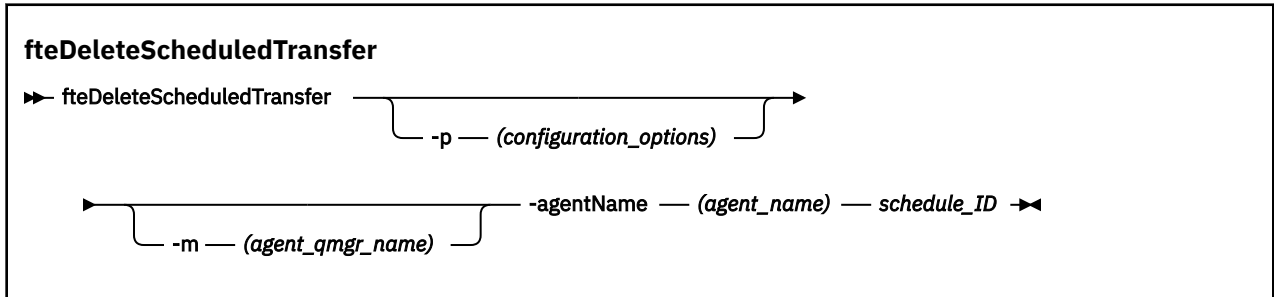 fteDeleteScheduledTransfer
fteDeleteScheduledTransfer
-p (configuration_options)
-agentName (agent_name) schedule_ID
-m (agent_qmgr_name)